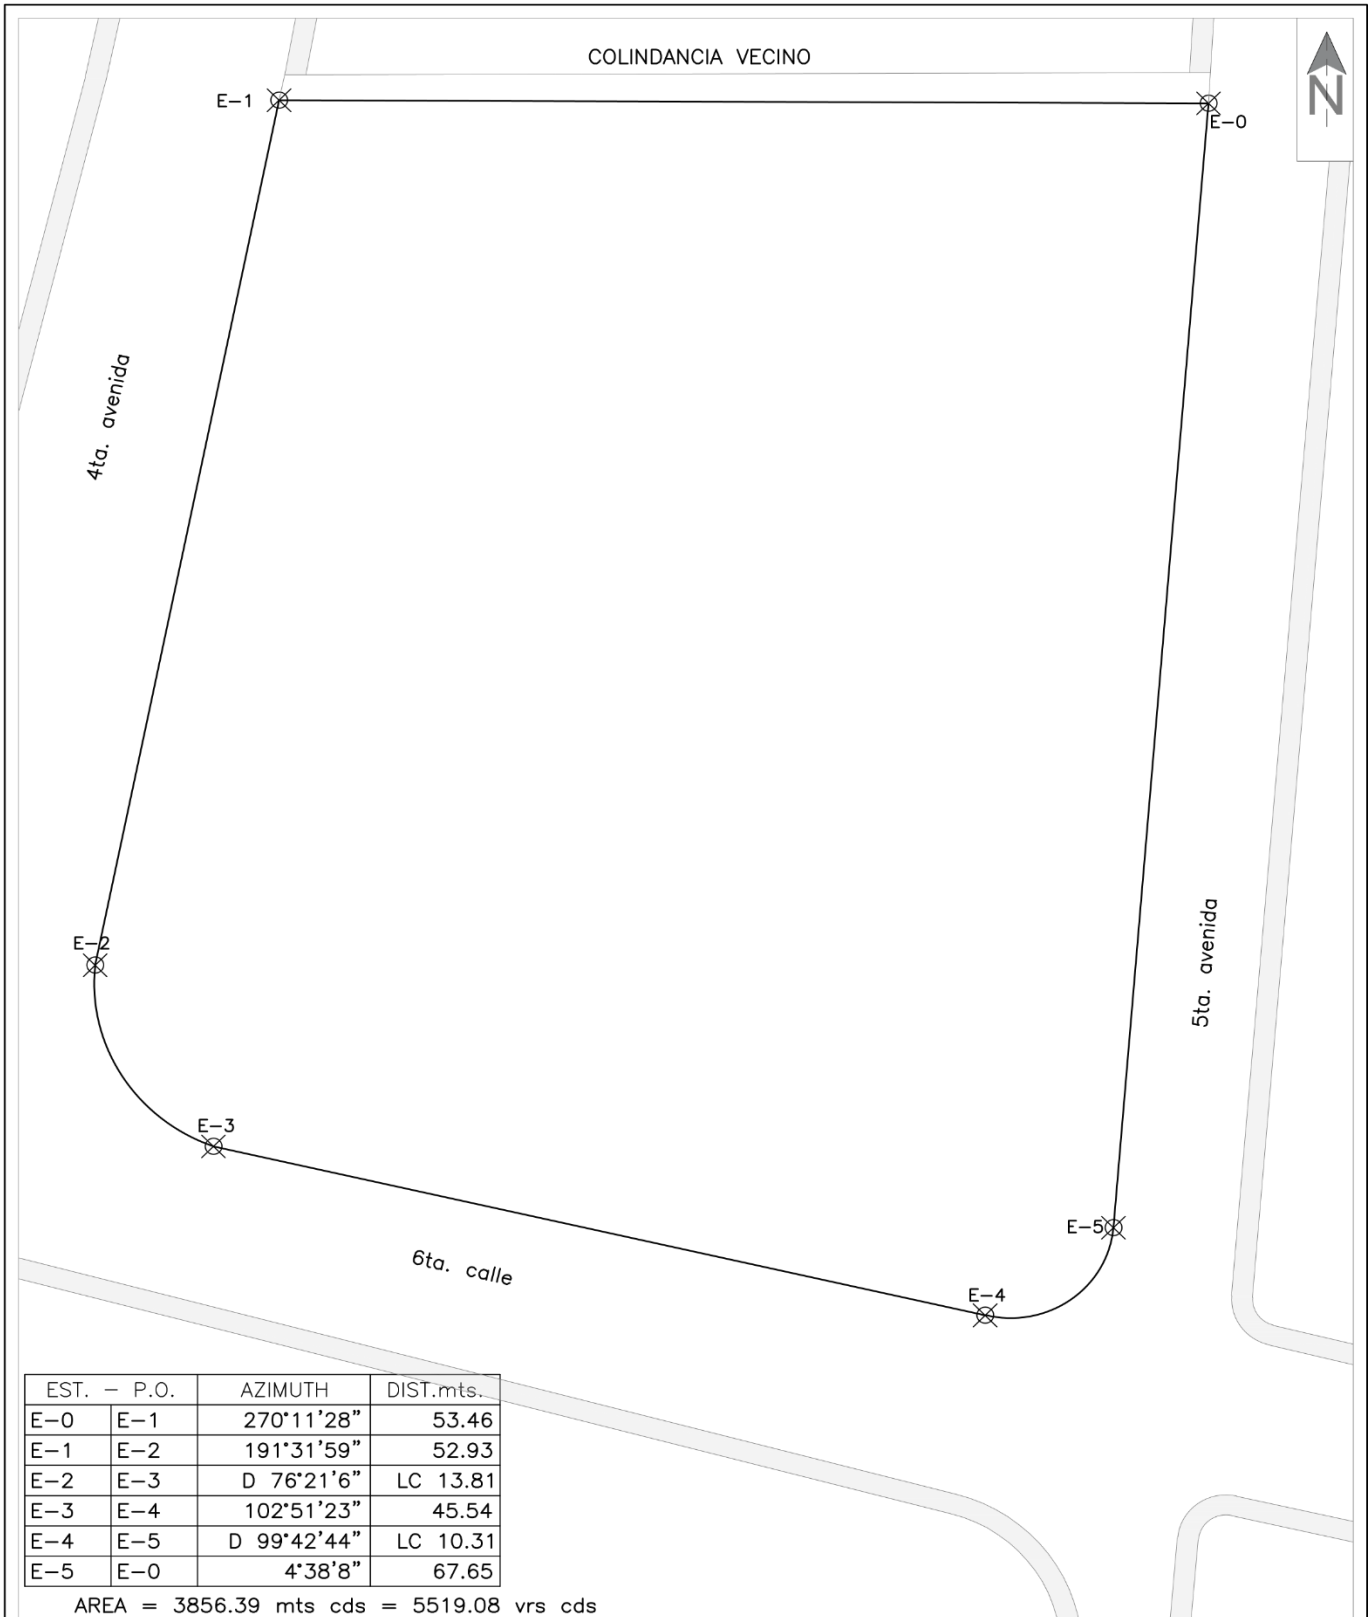 COLINDANCIA VECINO
N
E-1
E-0
4ta. avenida
5ta. avenida
E-2
E-3
E-5
6ta. calle
E-4
EST. - P.O. AZIMUTH DIST.mts.
E-0 E-1 270°11'28" 53.46
E-1 E-2 191°31'59" 52.93
E-2 E-3 D 76°21'6" LC 13.81
E-3 E-4 102°51'23" 45.54
E-4 E-5 D 99°42'44" LC 10.31
E-5 E-0 4°38'8" 67.65
AREA = 3856.39 mts cds = 5519.08 vrs cds